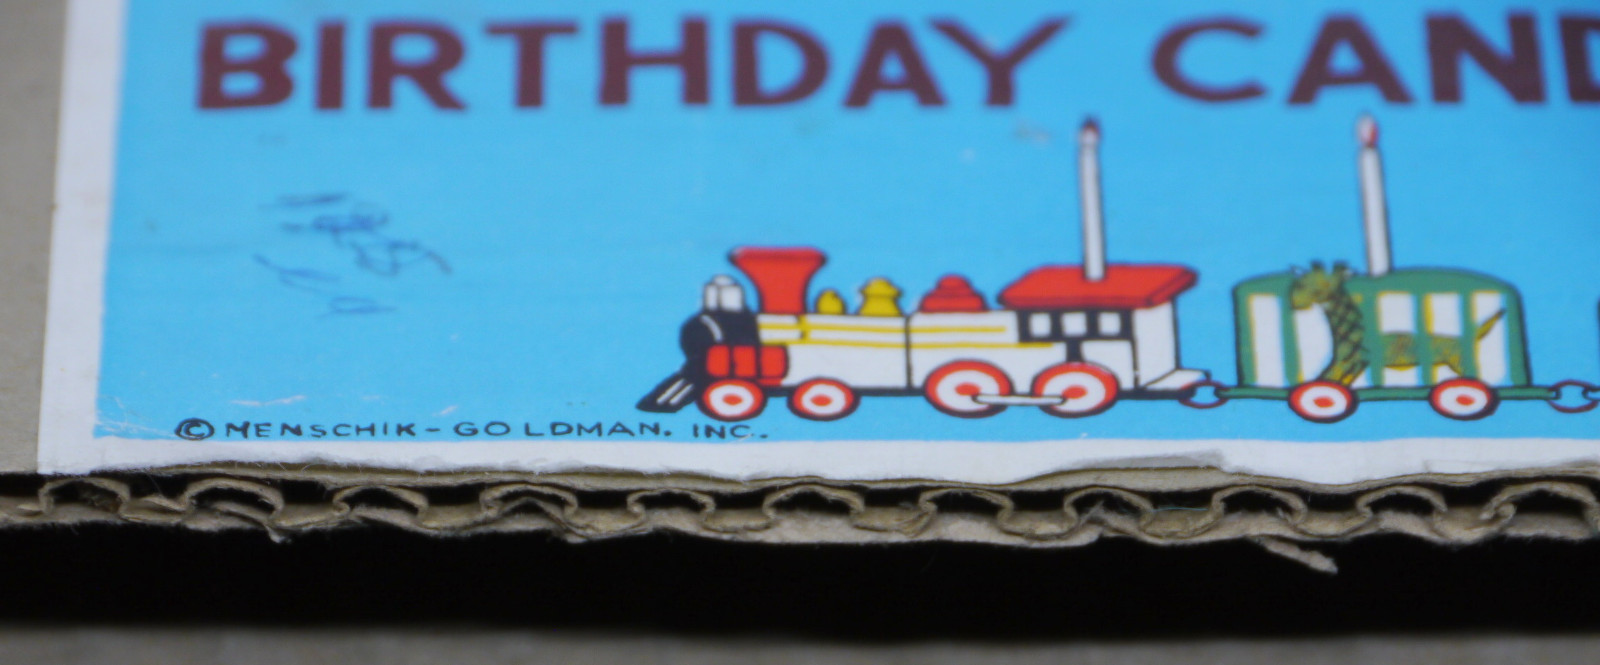 BIRTHDAY CAND
© MENSCHIK-GOLDMAN. INC.